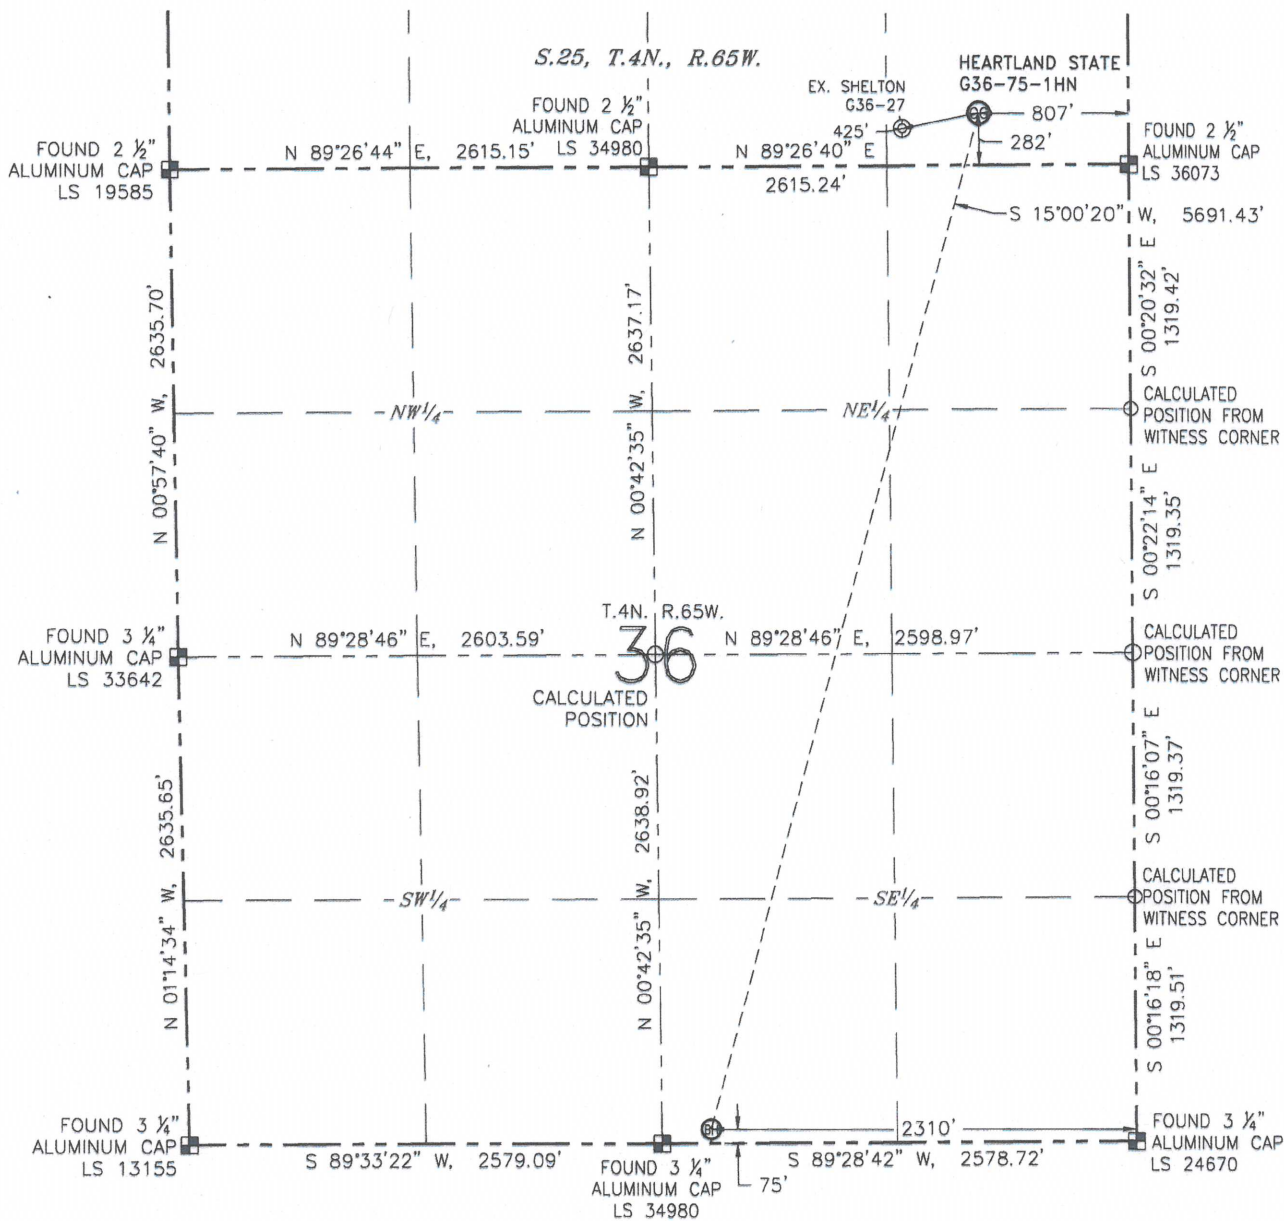 S.25, T.4N., R.65W.
HEARTLAND STATE
G36-75-1HN
EX. SHELTON
G36-27
425'
807'
282'
FOUND 2 ½"
ALUMINUM CAP
LS 19585
N 89°26'44" E, 2615.15'
FOUND 2 ½"
ALUMINUM CAP
LS 34980
N 89°26'40" E
2615.24'
FOUND 2 ½"
ALUMINUM CAP
LS 36073
S 15°00'20" W, 5691.43'
N 00°57'40" W, 2635.70'
N 00°42'35" W, 2637.17'
S 00°20'32" E
1319.42'
NW¼
NE¼
CALCULATED
POSITION FROM
WITNESS CORNER
S 00°22'14" E
1319.35'
T.4N. R.65W.
36
FOUND 3 ¼"
ALUMINUM CAP
LS 33642
N 89°28'46" E, 2603.59'
N 89°28'46" E, 2598.97'
CALCULATED
POSITION
CALCULATED
POSITION FROM
WITNESS CORNER
N 01°14'34" W, 2635.65'
N 00°42'35" W, 2638.92'
S 00°16'07" E
1319.37'
SW¼
SE¼
CALCULATED
POSITION FROM
WITNESS CORNER
S 00°16'18" E
1319.51'
BH
2310'
75'
FOUND 3 ¼"
ALUMINUM CAP
LS 13155
S 89°33'22" W, 2579.09'
FOUND 3 ¼"
ALUMINUM CAP
LS 34980
S 89°28'42" W, 2578.72'
FOUND 3 ¼"
ALUMINUM CAP
LS 24670